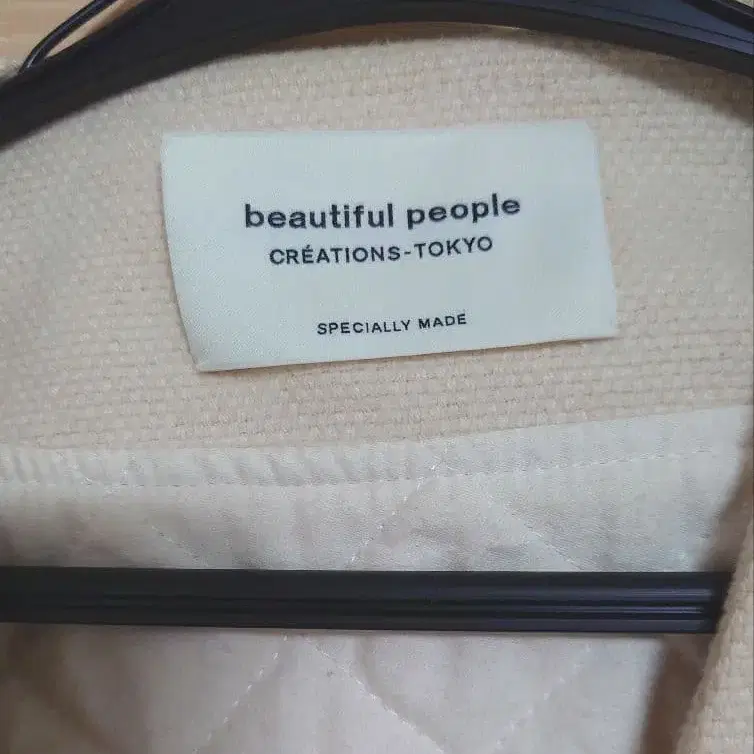 beautiful people
CRÉATIONS-TOKYO
SPECIALLY MADE